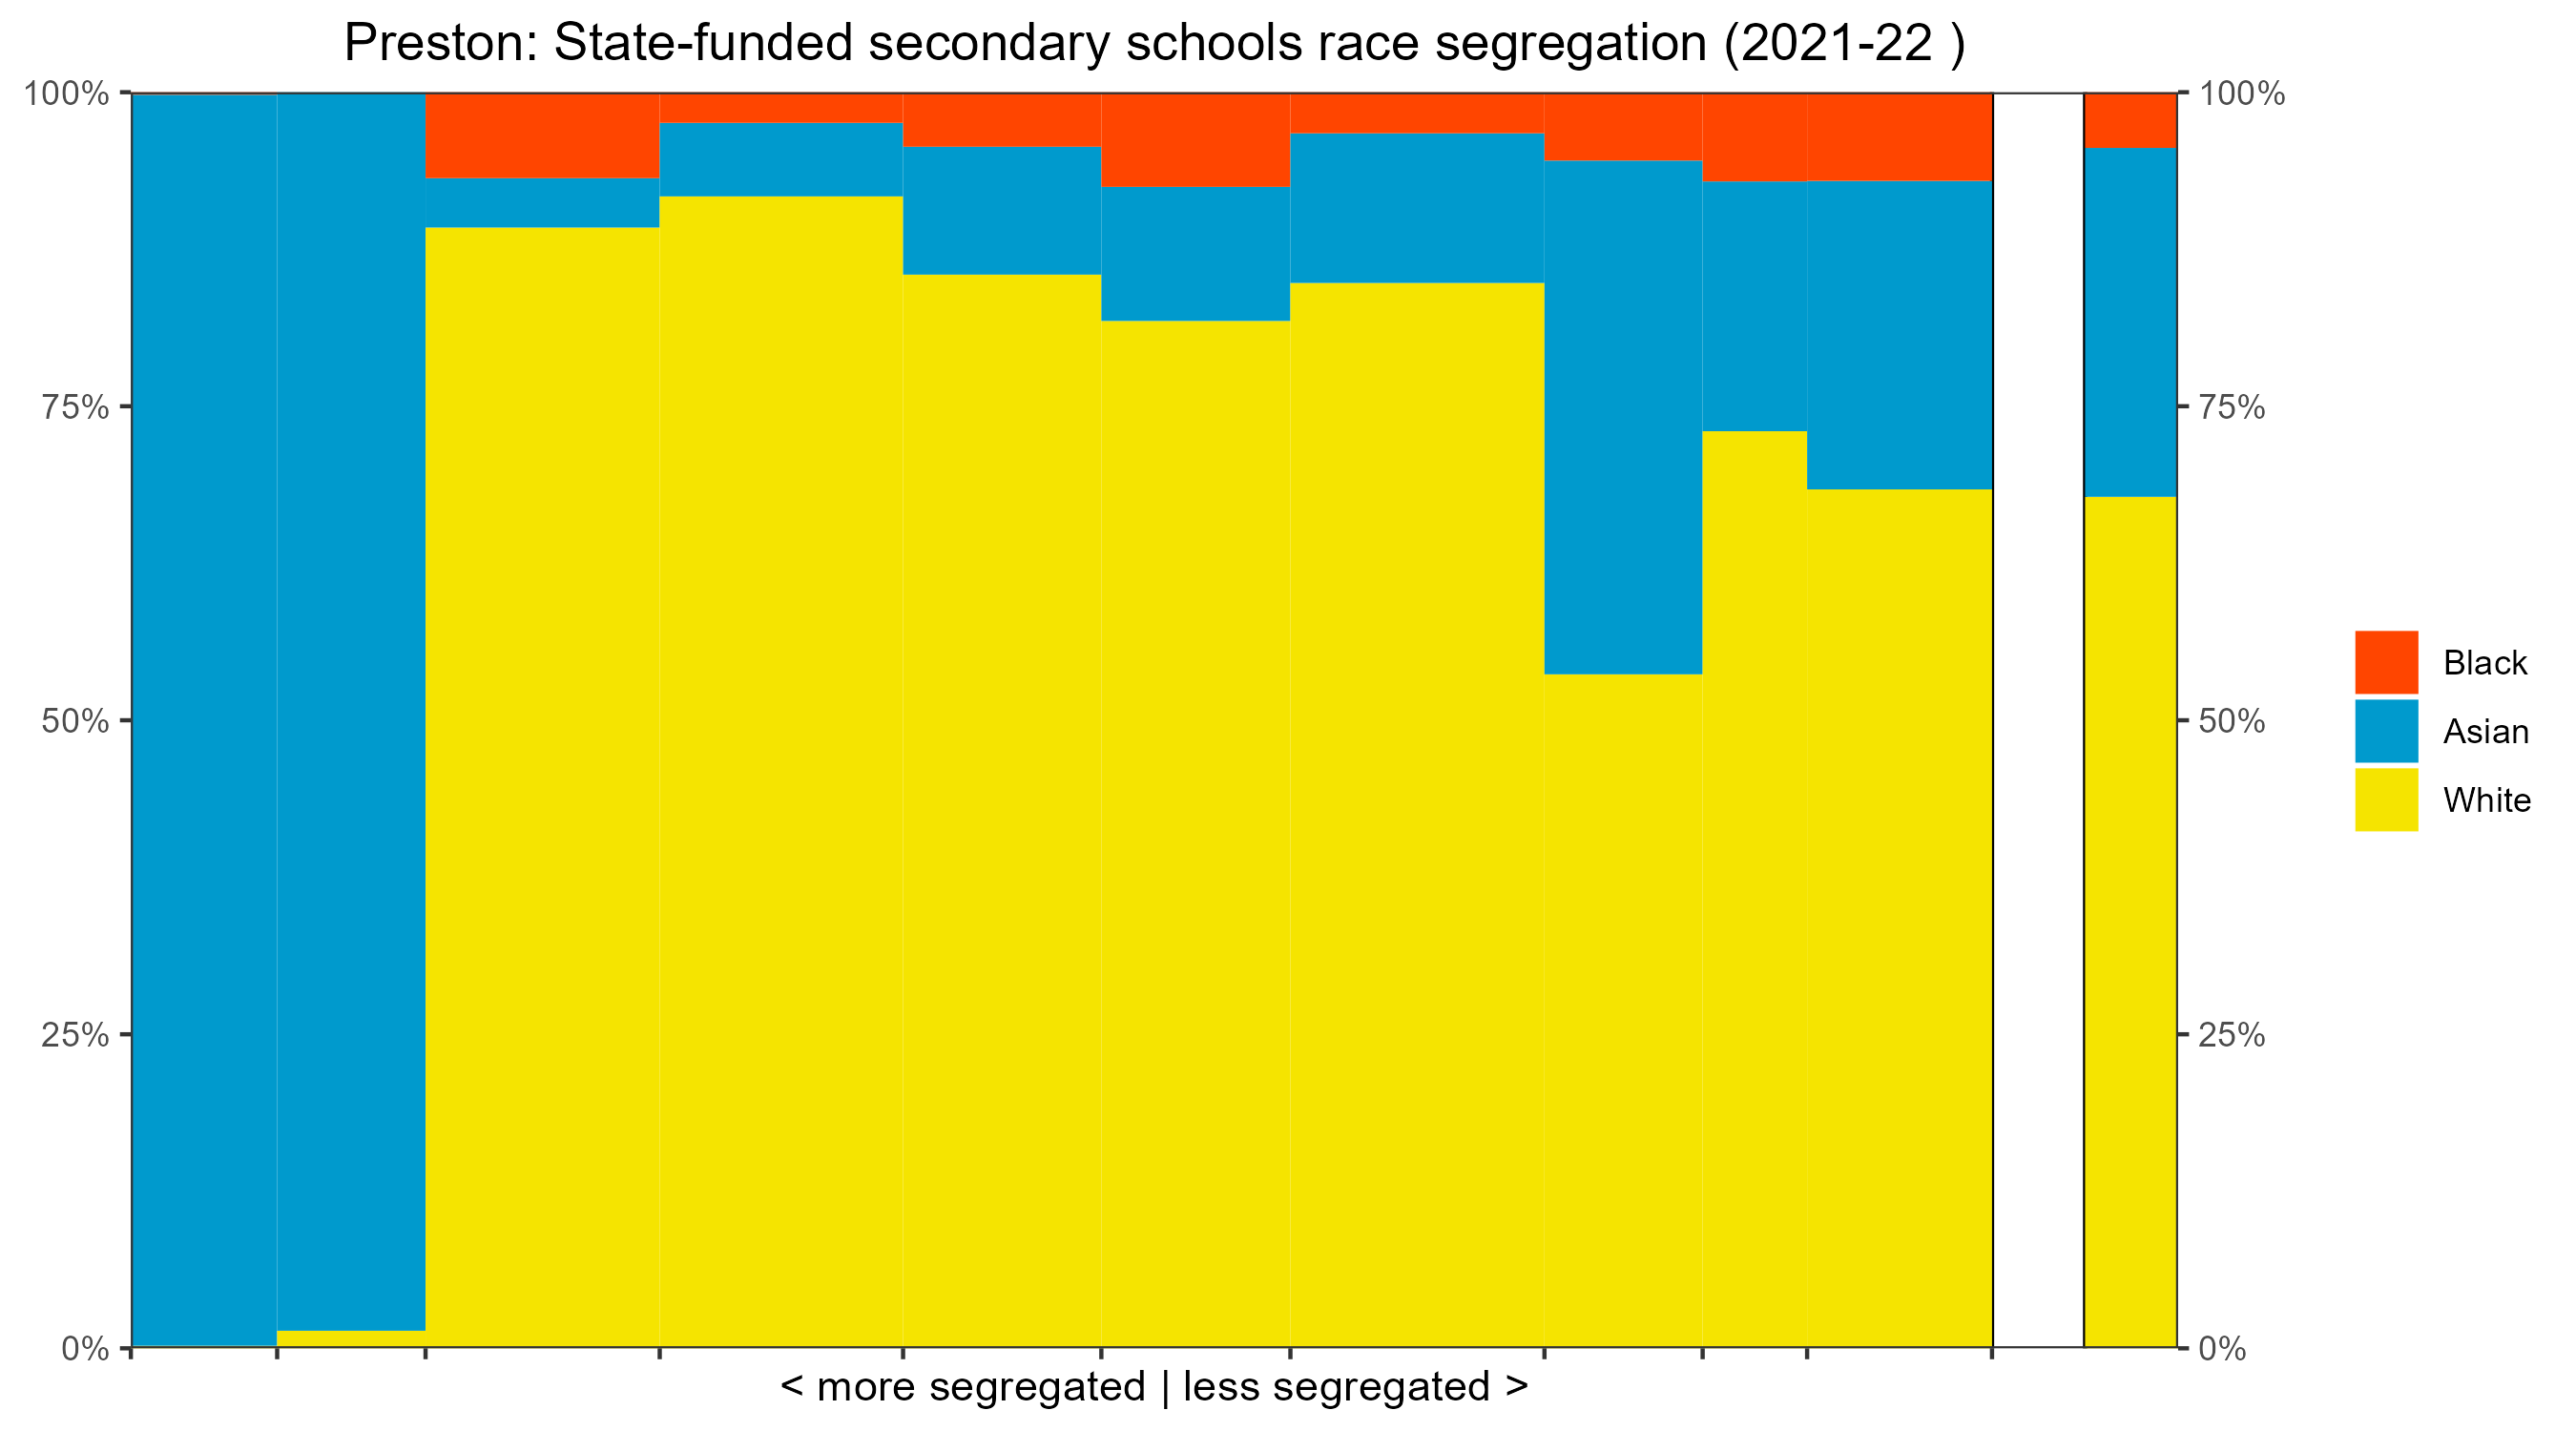 Preston: State-funded secondary schools race segregation (2021-22 )
100%
75%
50%
25%
0%
100%
75%
50%
25%
0%
Black
Asian
White
< more segregated | less segregated >